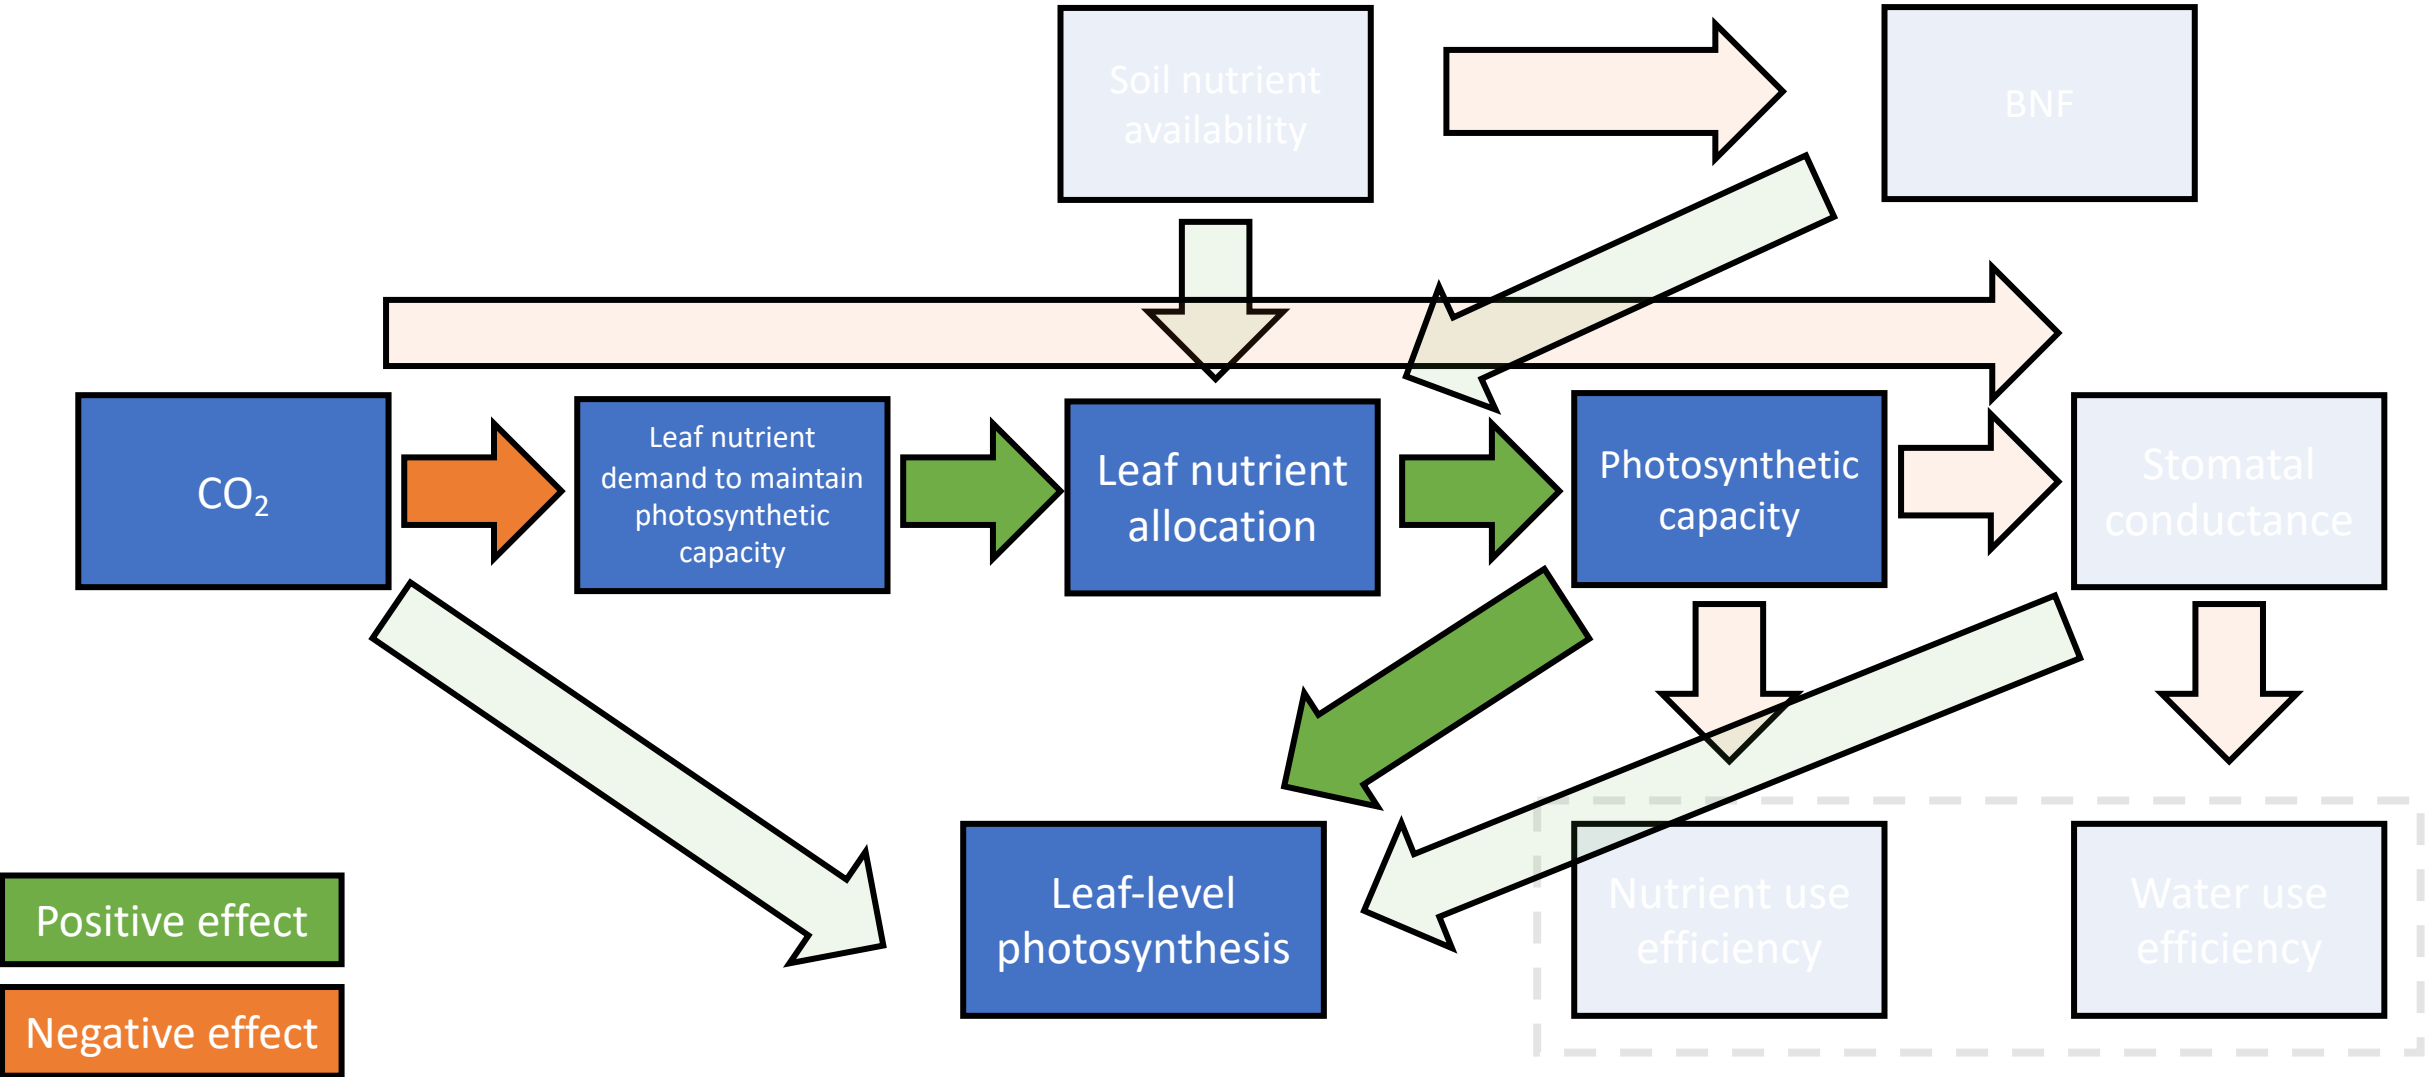 Soil nutrient
availability
BNF
CO₂
Leaf nutrient
demand to maintain
photosynthetic
capacity
Leaf nutrient
allocation
Photosynthetic
capacity
Stomatal
conductance
Leaf-level
photosynthesis
Nutrient use
efficiency
Water use
efficiency
Positive effect
Negative effect